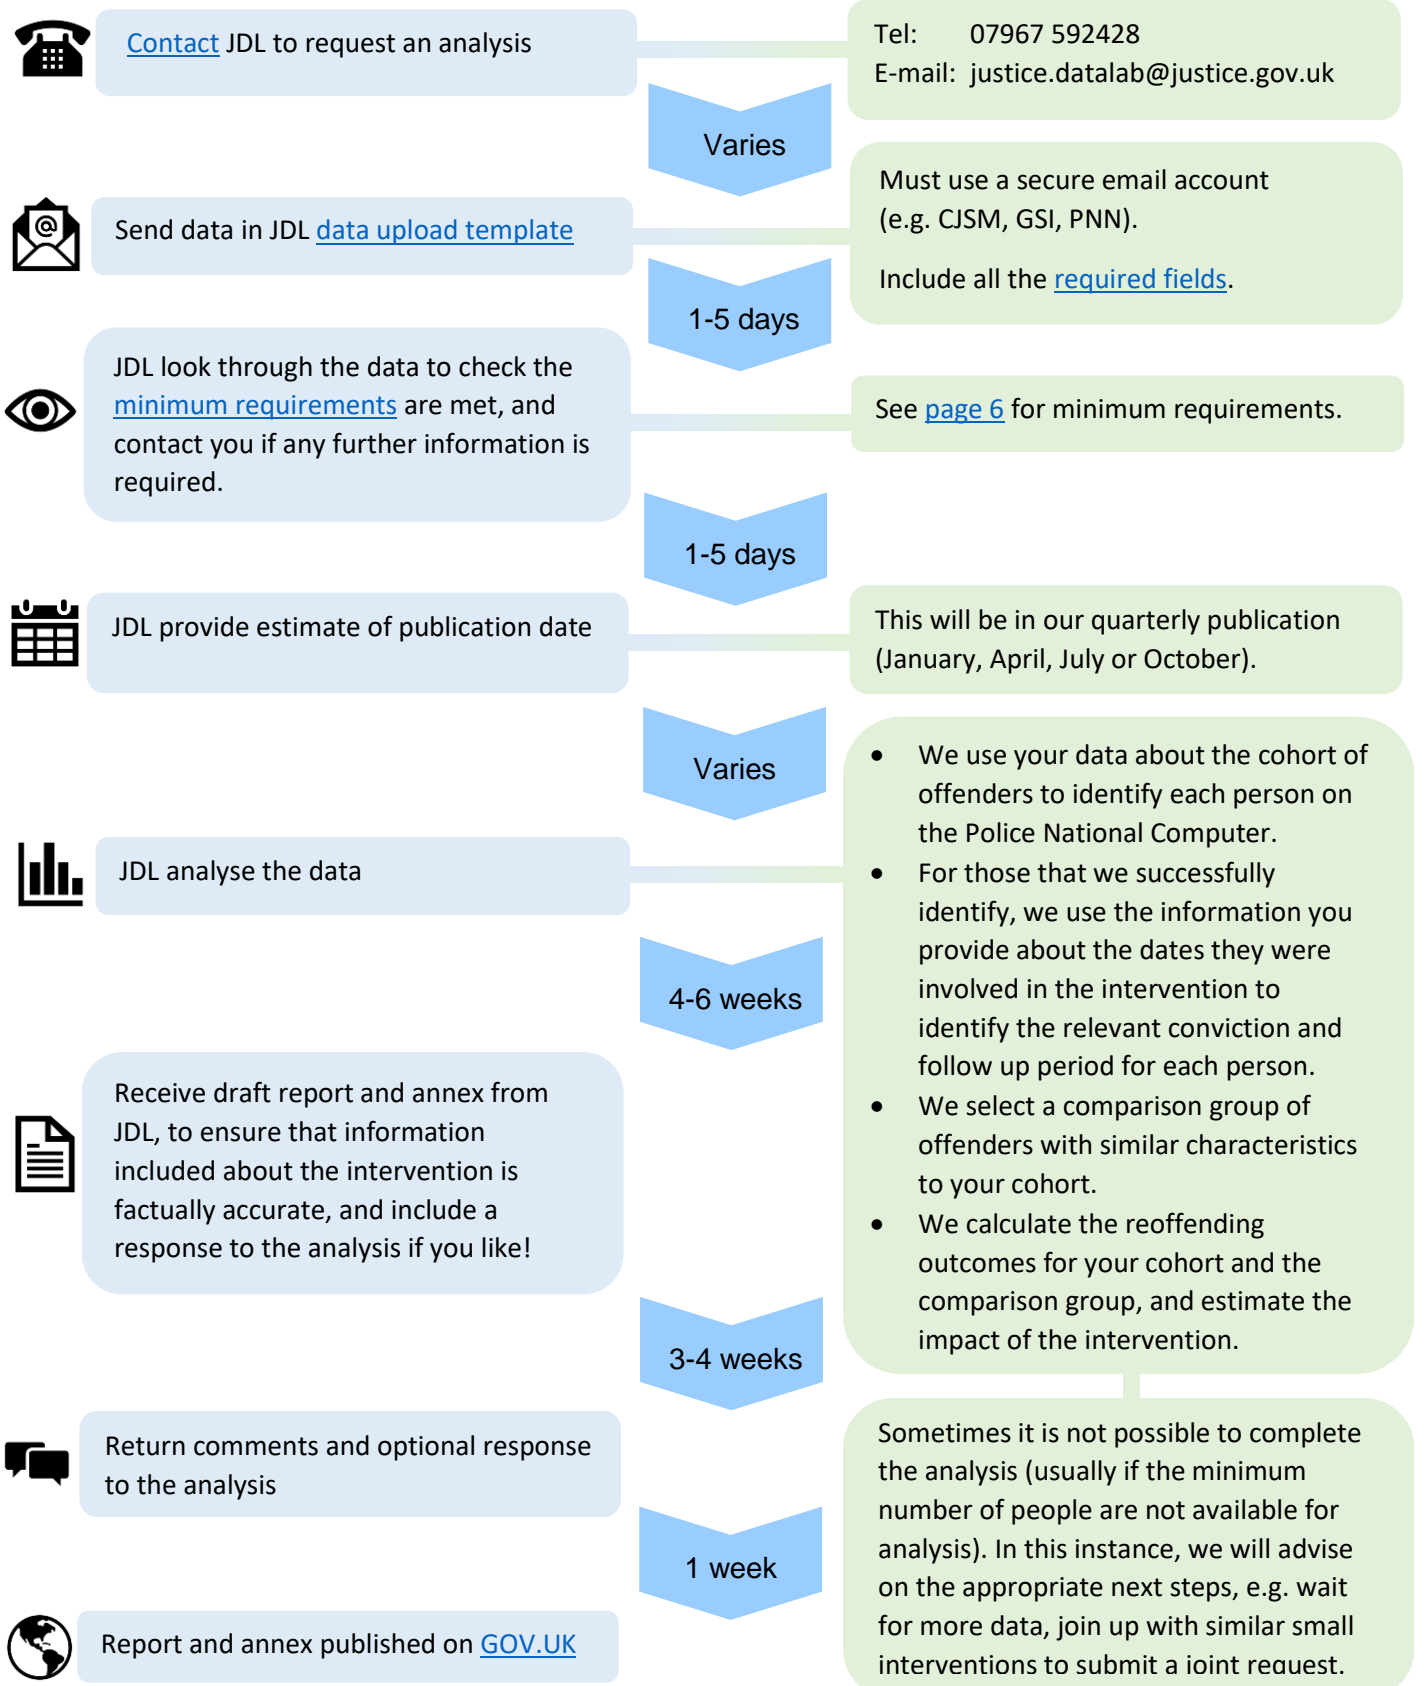 Contact JDL to request an analysis
Tel: 07967 592428
E-mail: justice.datalab@justice.gov.uk
Varies
Send data in JDL data upload template
Must use a secure email account
(e.g. CJSM, GSI, PNN).
Include all the required fields.
1-5 days
JDL look through the data to check the
minimum requirements are met, and
contact you if any further information is
required.
See page 6 for minimum requirements.
1-5 days
JDL provide estimate of publication date
This will be in our quarterly publication
(January, April, July or October).
Varies
JDL analyse the data
• We use your data about the cohort of
offenders to identify each person on
the Police National Computer.
• For those that we successfully
identify, we use the information you
provide about the dates they were
involved in the intervention to
identify the relevant conviction and
follow up period for each person.
• We select a comparison group of
offenders with similar characteristics
to your cohort.
• We calculate the reoffending
outcomes for your cohort and the
comparison group, and estimate the
impact of the intervention.
4-6 weeks
Receive draft report and annex from
JDL, to ensure that information
included about the intervention is
factually accurate, and include a
response to the analysis if you like!
3-4 weeks
Return comments and optional response
to the analysis
Sometimes it is not possible to complete
the analysis (usually if the minimum
number of people are not available for
analysis). In this instance, we will advise
on the appropriate next steps, e.g. wait
for more data, join up with similar small
interventions to submit a joint request.
1 week
Report and annex published on GOV.UK